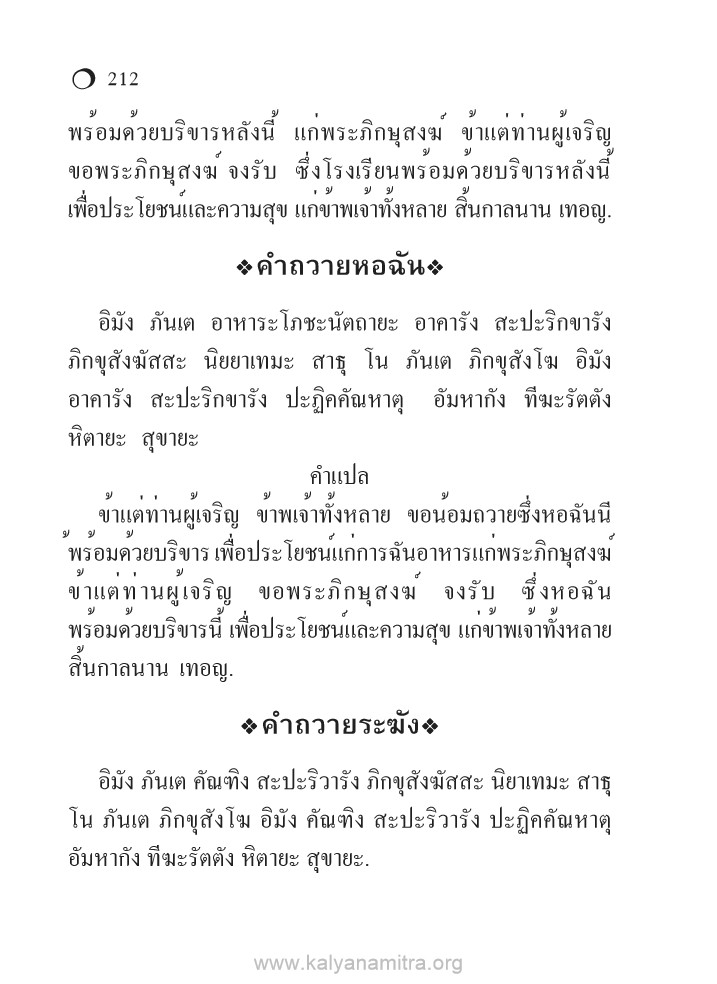 212
พร้อมด้วยบริขารหลังนี้ แก่พระภิกษุสงฆ์ ข้าแต่ท่านผู้เจริญ
ขอพระภิกษุสงฆ์ จงรับ ซึ่งโรงเรียนพร้อมด้วยบริขารหลังนี้
เพื่อประโยชน์และความสุข แก่ข้าพเจ้าทั้งหลาย สิ้นกาลนาน เทอญ.
❖คำถวายหอฉัน❖
อิมัง ภันเต อาหาระโภชะนัตถายะ อาคารัง สะปะริกขารัง
ภิกขุสังฆัสสะ นิยยาเทมะ สาธุ โน ภันเต ภิกขุสังโฆ อิมัง
อาคารัง สะปะริกขารัง ปะฏิคคัณหาตุ อัมหากัง ทีฆะรัตตัง
หิตายะ สุขายะ
คำแปล
ข้าแต่ท่านผู้เจริญ ข้าพเจ้าทั้งหลาย ขอน้อมถวายซึ่งหอฉันนี
้พร้อมด้วยบริขาร เพื่อประโยชน์แก่การฉันอาหารแก่พระภิกษุสงฆ์
ข้าแต่ท่านผู้เจริญ ขอพระภิกษุสงฆ์ จงรับ ซึ่งหอฉัน
พร้อมด้วยบริขารนี้ เพื่อประโยชน์และความสุข แก่ข้าพเจ้าทั้งหลาย
สิ้นกาลนาน เทอญ.
❖คำถวายระฆัง❖
อิมัง ภันเต คัณฑิง สะปะริวารัง ภิกขุสังฆัสสะ นิยาเทมะ สาธุ
โน ภันเต ภิกขุสังโฆ อิมัง คัณฑิง สะปะริวารัง ปะฏิคคัณหาตุ
อัมหากัง ทีฆะรัตตัง หิตายะ สุขายะ.
www.kalyanamitra.org